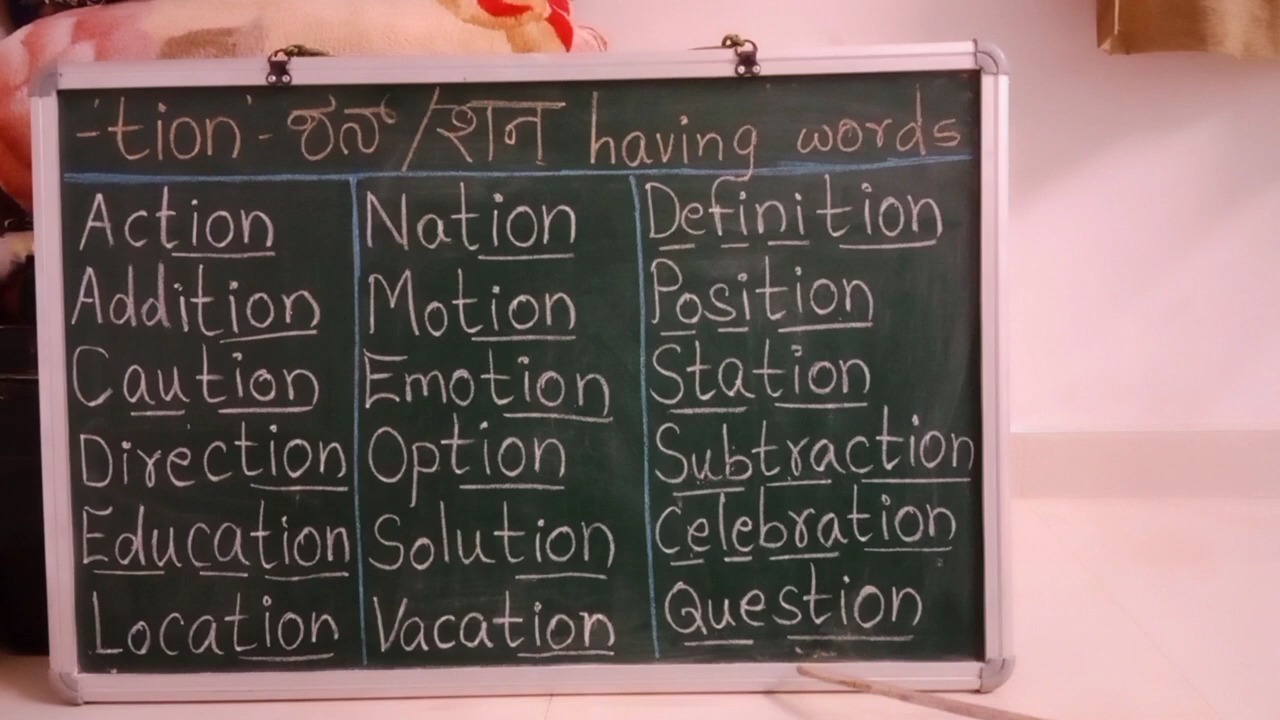 -'tion'- ಶನ್ / शन having words
Action
Addition
Caution
Direction
Education
Location
Nation
Motion
Emotion
Option
Solution
Vacation
Definition
Position
Station
Subtraction
Celebration
Question